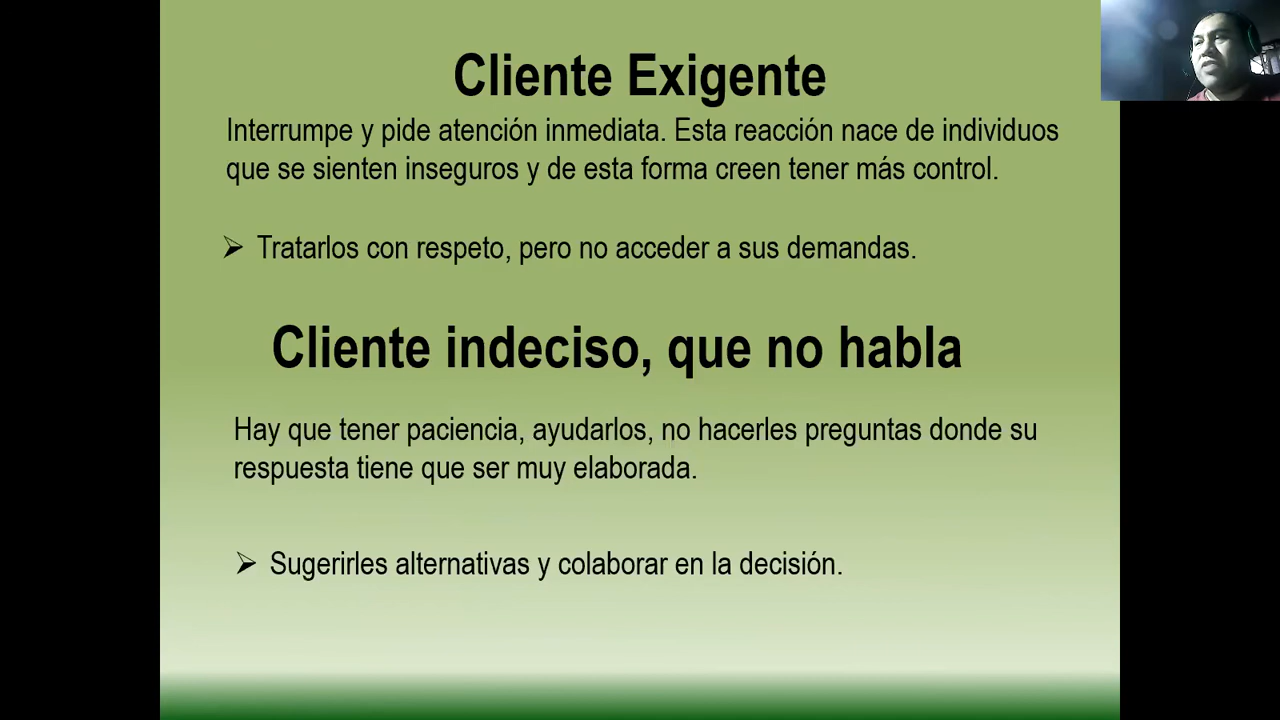 Cliente Exigente
Interrumpe y pide atención inmediata. Esta reacción nace de individuos
que se sienten inseguros y de esta forma creen tener más control.
➢ Tratarlos con respeto, pero no acceder a sus demandas.
Cliente indeciso, que no habla
Hay que tener paciencia, ayudarlos, no hacerles preguntas donde su
respuesta tiene que ser muy elaborada.
➢ Sugerirles alternativas y colaborar en la decisión.